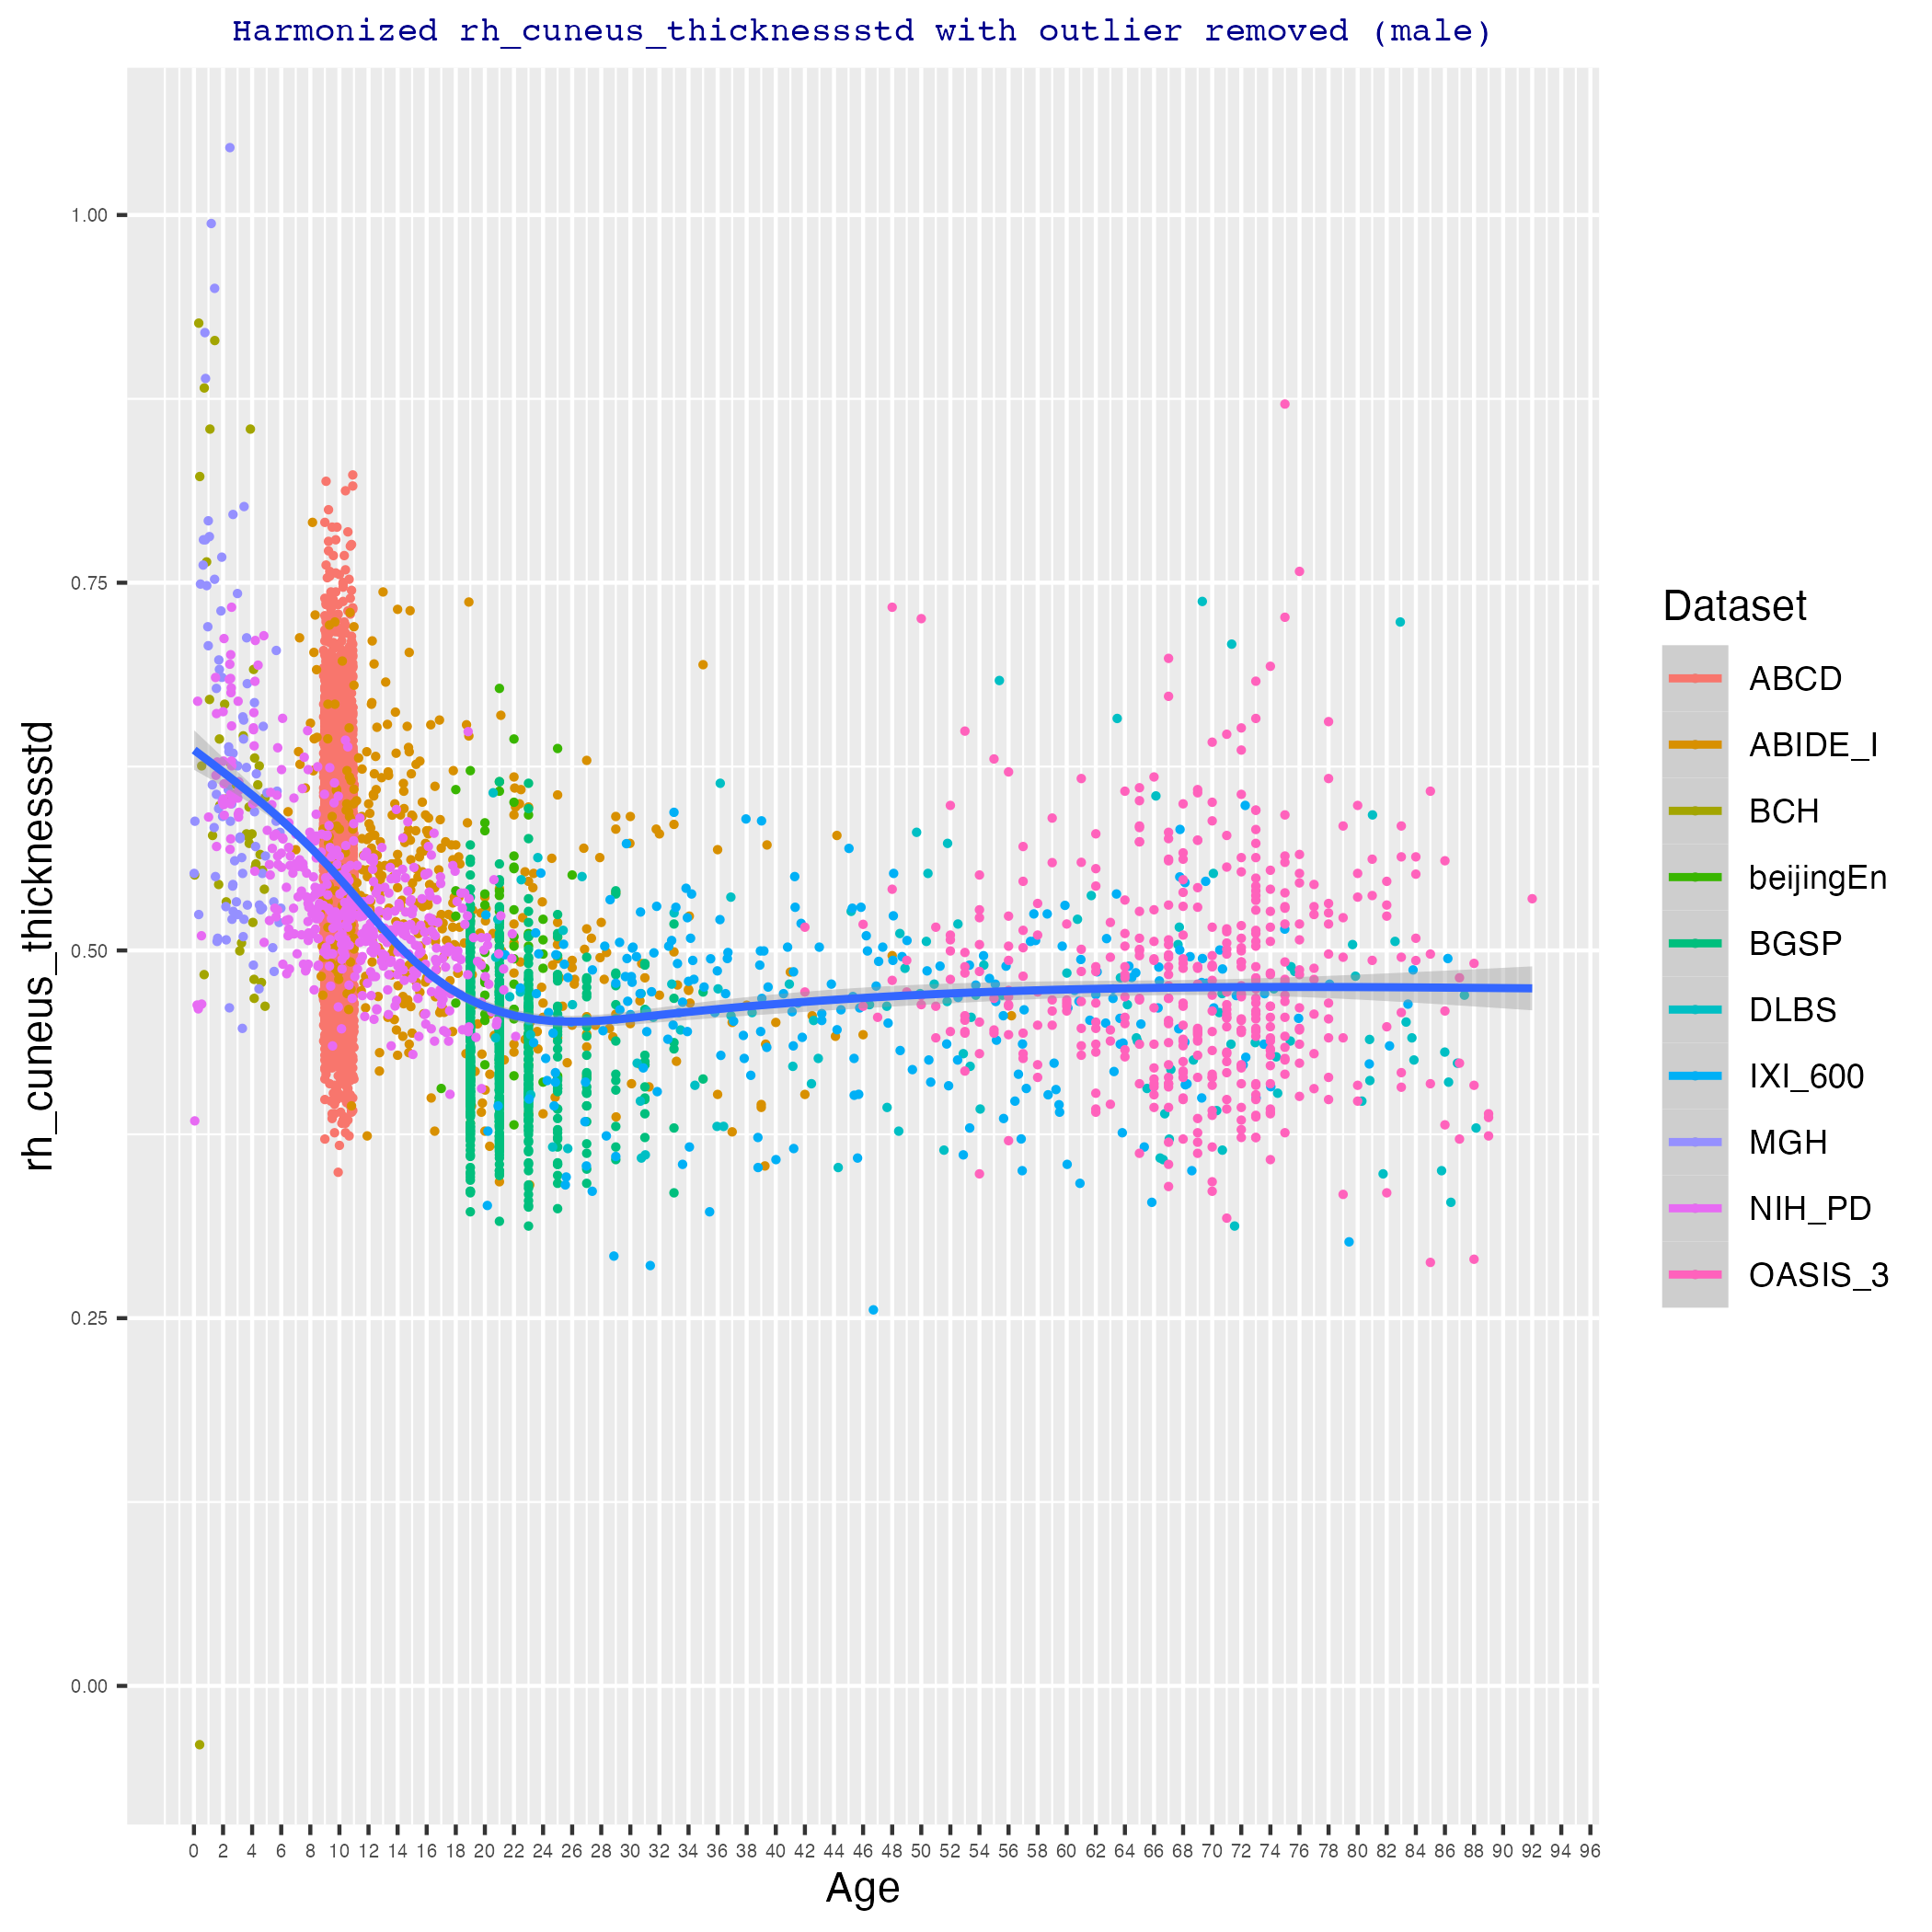 Harmonized rh_cuneus_thicknessstd with outlier removed (male)
rh_cuneus_thicknessstd
1.00
0.75
0.50
0.25
0.00
0 2 4 6 8 10 12 14 16 18 20 22 24 26 28 30 32 34 36 38 40 42 44 46 48 50 52 54 56 58 60 62 64 66 68 70 72 74 76 78 80 82 84 86 88 90 92 94 96
Age
Dataset
ABCD
ABIDE_I
BCH
beijingEn
BGSP
DLBS
IXI_600
MGH
NIH_PD
OASIS_3